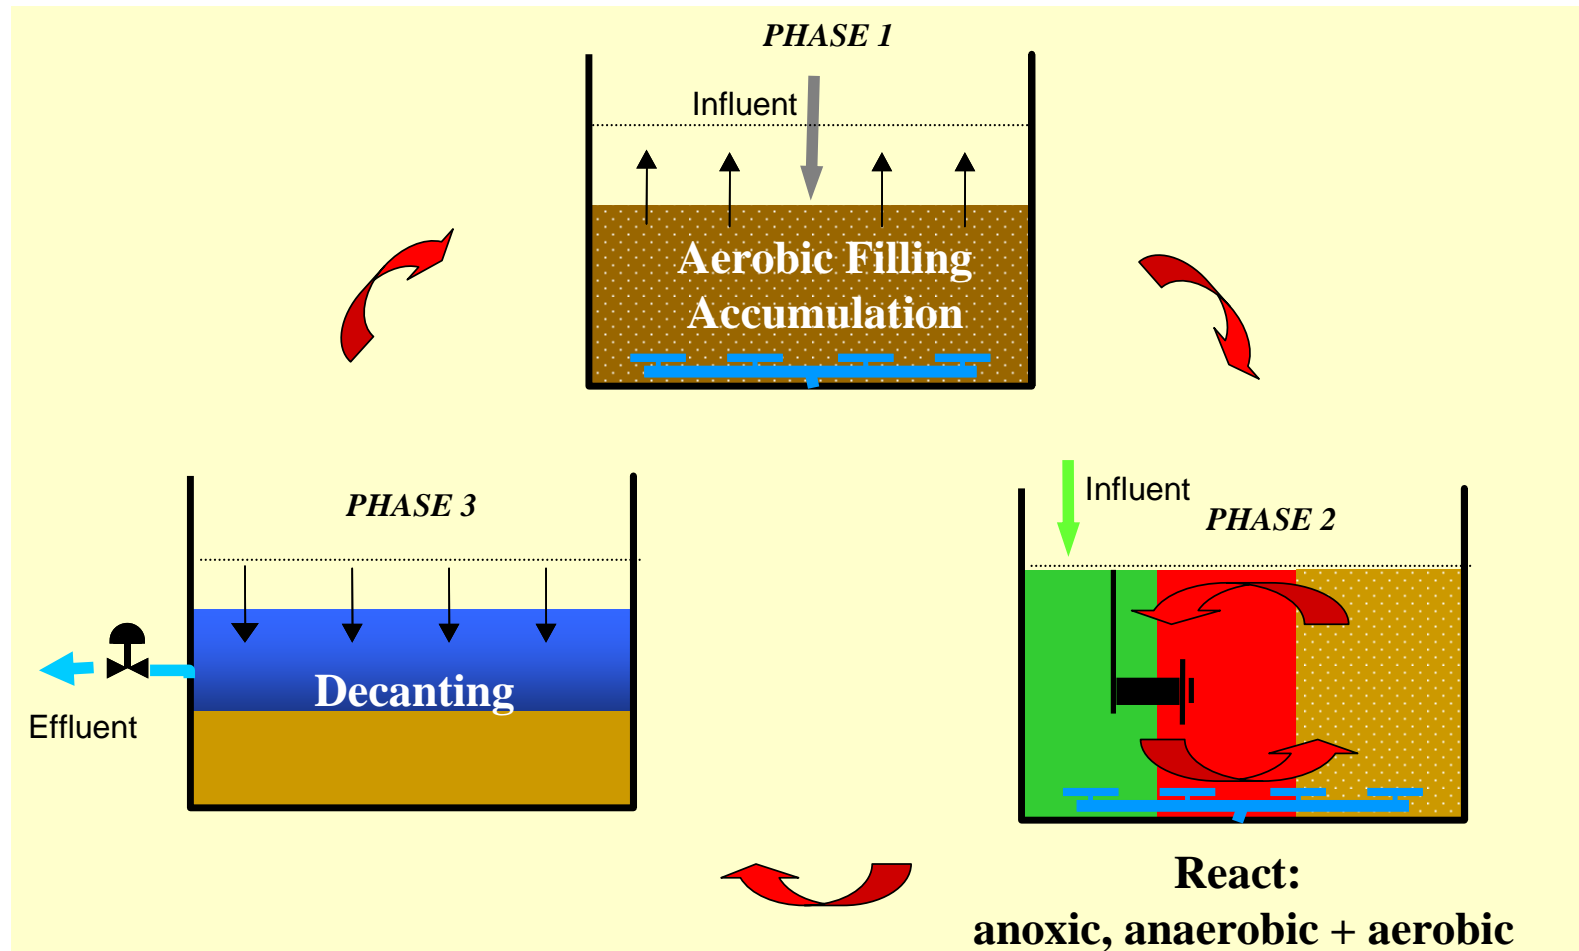 PHASE 1
Influent
Aerobic Filling
Accumulation
PHASE 3
Decanting
Effluent
Influent
PHASE 2
React:
anoxic, anaerobic + aerobic